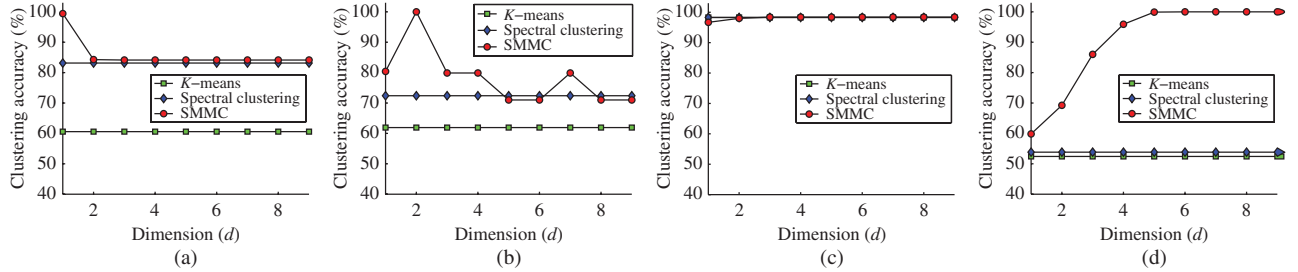 Clustering accuracy (%)
100
90
80
70
60
50
40
K−means
Spectral clustering
SMMC
2 4 6 8
Dimension (d)
(a)
Clustering accuracy (%)
100
90
80
70
60
50
40
K−means
Spectral clustering
SMMC
2 4 6 8
Dimension (d)
(b)
Clustering accuracy (%)
100
90
80
70
60
50
40
K−means
Spectral clustering
SMMC
2 4 6 8
Dimension (d)
(c)
Clustering accuracy (%)
100
90
80
70
60
50
40
K−means
Spectral clustering
SMMC
2 4 6 8
Dimension (d)
(d)